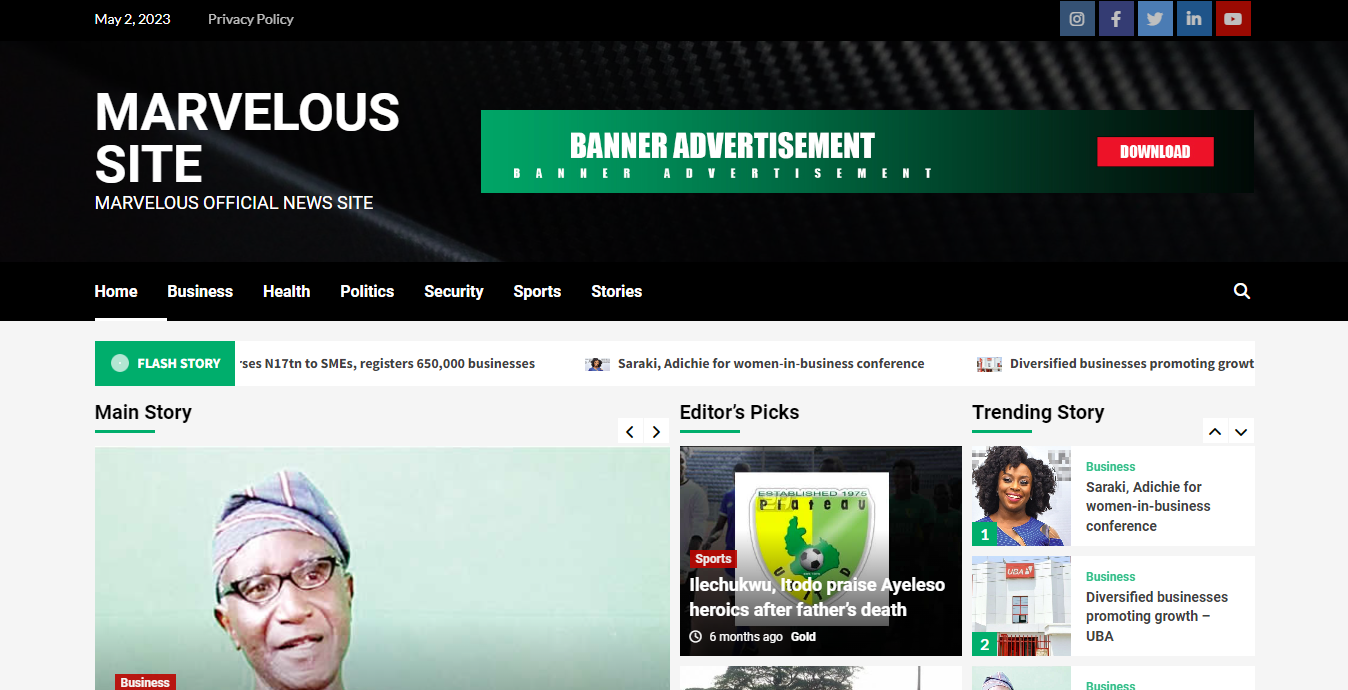 May 2, 2023
Privacy Policy
MARVELOUS
SITE
MARVELOUS OFFICIAL NEWS SITE
BANNER ADVERTISEMENT
BANNER ADVERTISEMENT
DOWNLOAD
Home Business Health Politics Security Sports Stories
FLASH STORY
ses N17tn to SMEs, registers 650,000 businesses
Saraki, Adichie for women-in-business conference
Diversified businesses promoting growt
Main Story
Business
Editor's Picks
ESTABLISHED 1975
Plateau
Sports
Ilechukwu, Itodo praise Ayeleso
heroics after father's death
6 months ago Gold
Trending Story
1
Business
Saraki, Adichie for
women-in-business
conference
UBA
2
Business
Diversified businesses
promoting growth –
UBA
Business